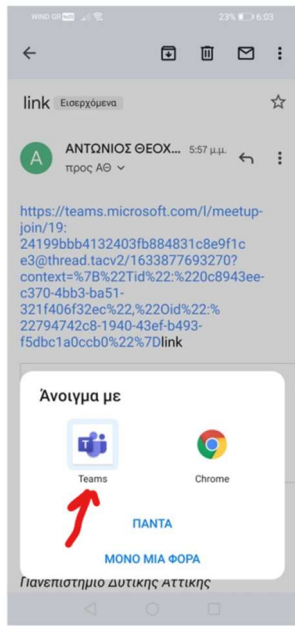 WIND GR
23% 6:03
link Εισερχόμενα
A
ΑΝΤΩΝΙΟΣ ΘΕΟΧ... 5:57 μ.μ.
προς ΑΘ
https://teams.microsoft.com/l/meetup-
join/19:
24199bbb4132403fb884831c8e9f1c
e3@thread.tacv2/1633877693270?
context=%7B%22Tid%22:%220c8943ee-
c370-4bb3-ba51-
321f406f32ec%22,%22Oid%22:%
22794742c8-1940-43ef-b493-
f5dbc1a0ccb0%22%7Dlink
Άνοιγμα με
Teams Chrome
ΠΑΝΤΑ
ΜΟΝΟ ΜΙΑ ΦΟΡΑ
Πανεπιστήμιο Δυτικής Αττικής